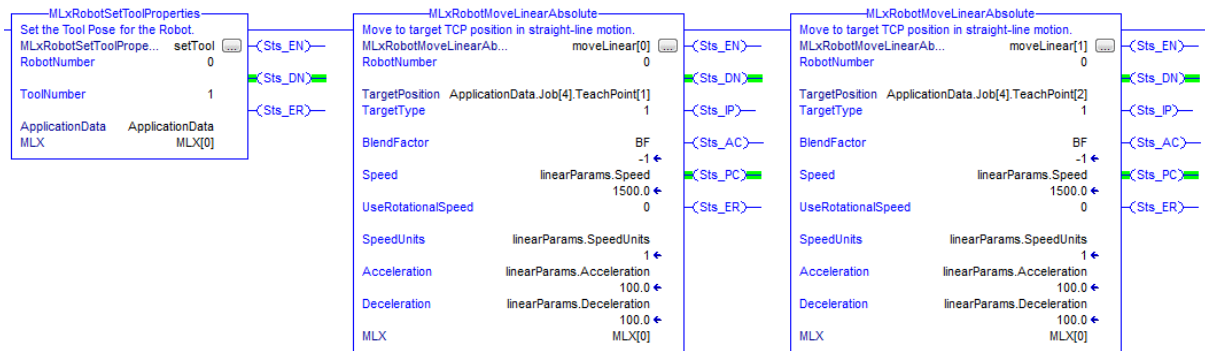 MLxRobotSetToolProperties
Set the Tool Pose for the Robot.
MLxRobotSetToolPrope... setTool ... (Sts_EN)
RobotNumber 0
(Sts_DN)
ToolNumber 1
(Sts_ER)
ApplicationData ApplicationData
MLX MLX[0]
MLxRobotMoveLinearAbsolute
Move to target TCP position in straight-line motion.
MLxRobotMoveLinearAb... moveLinear[0] ... (Sts_EN)
RobotNumber 0
(Sts_DN)
TargetPosition ApplicationData.Job[4].TeachPoint[1]
TargetType 1 (Sts_IP)
BlendFactor BF (Sts_AC)
-1
Speed linearParams.Speed (Sts_PC)
1500.0
UseRotationalSpeed 0 (Sts_ER)
SpeedUnits linearParams.SpeedUnits
1
Acceleration linearParams.Acceleration
100.0
Deceleration linearParams.Deceleration
100.0
MLX MLX[0]
MLxRobotMoveLinearAbsolute
Move to target TCP position in straight-line motion.
MLxRobotMoveLinearAb... moveLinear[1] ... (Sts_EN)
RobotNumber 0
(Sts_DN)
TargetPosition ApplicationData.Job[4].TeachPoint[2]
TargetType 1 (Sts_IP)
BlendFactor BF (Sts_AC)
-1
Speed linearParams.Speed (Sts_PC)
1500.0
UseRotationalSpeed 0 (Sts_ER)
SpeedUnits linearParams.SpeedUnits
1
Acceleration linearParams.Acceleration
100.0
Deceleration linearParams.Deceleration
100.0
MLX MLX[0]